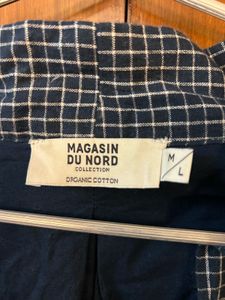 MAGASIN
DU NORD
COLLECTION
ORGANIC COTTON
M/L